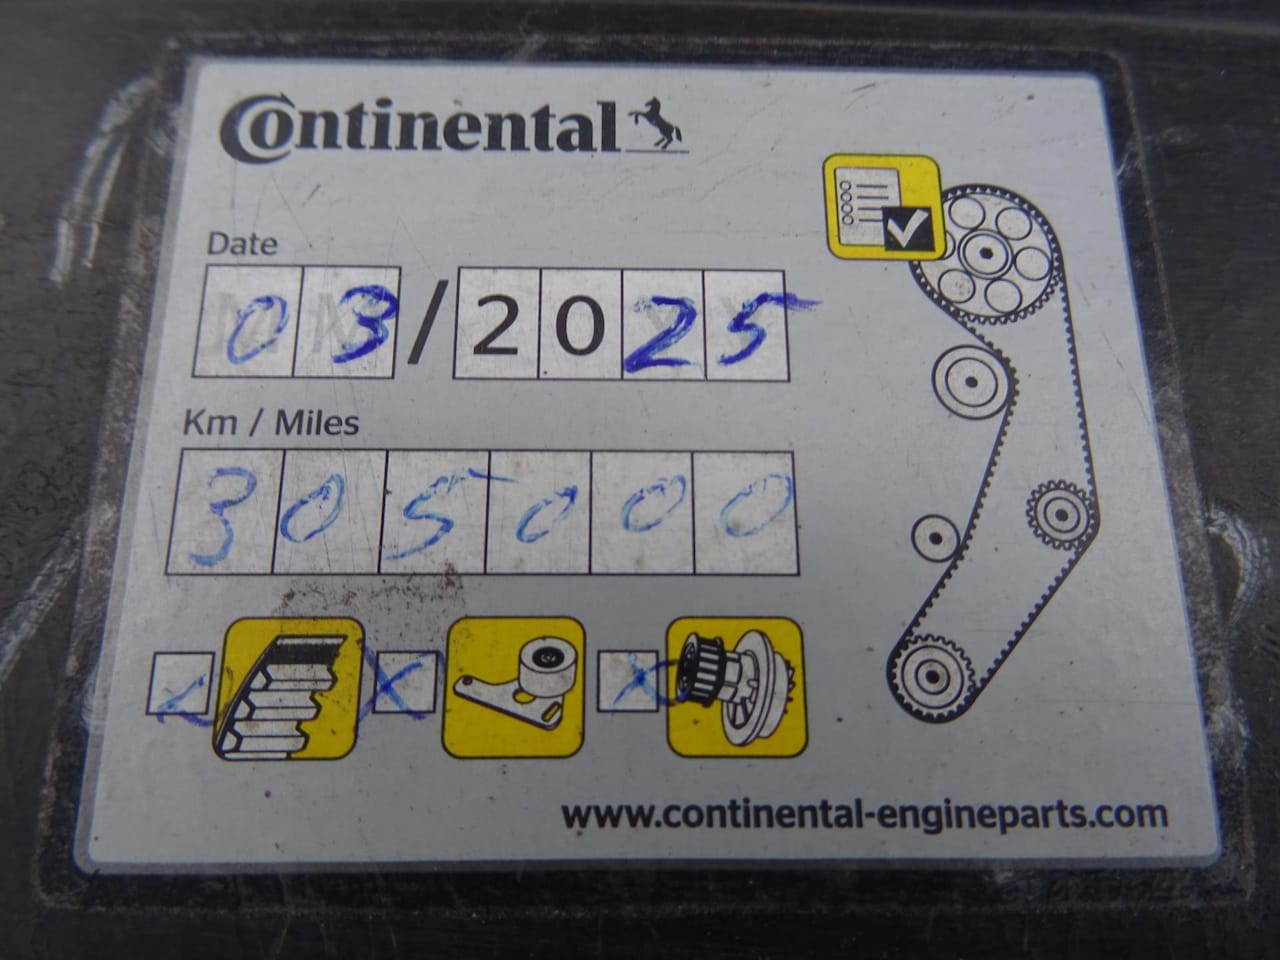 Continental
Date
03/2025
Km / Miles
305000
www.continental-engineparts.com